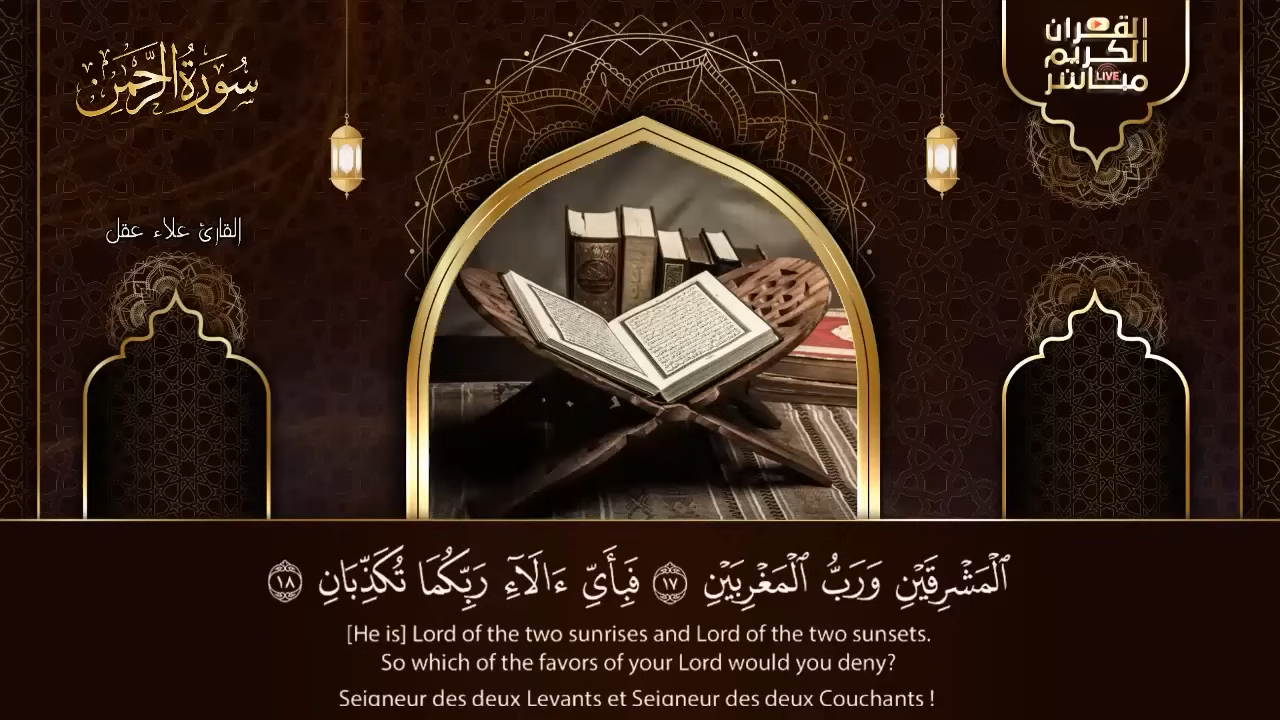 سُورَةُ الرَّحْمَن
القرآن
الكريم
مباشر
LIVE
القارئ علاء عقل
ٱلْمَشْرِقَيْنِ وَرَبُّ ٱلْمَغْرِبَيْنِ ١٧ فَبِأَيِّ ءَالَآءِ رَبِّكُمَا تُكَذِّبَانِ ١٨
[He is] Lord of the two sunrises and Lord of the two sunsets.
So which of the favors of your Lord would you deny?
Seigneur des deux Levants et Seigneur des deux Couchants !